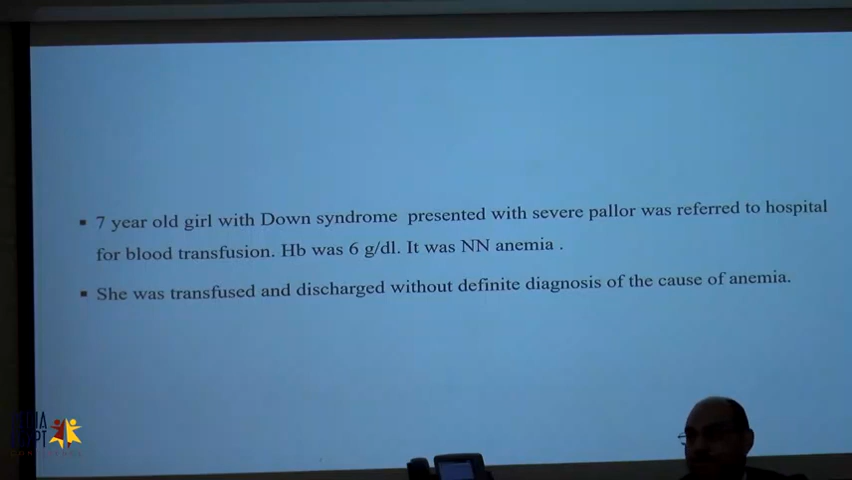 ▪ 7 year old girl with Down syndrome presented with severe pallor was referred to hospital
for blood transfusion. Hb was 6 g/dl. It was NN anemia .
▪ She was transfused and discharged without definite diagnosis of the cause of anemia.